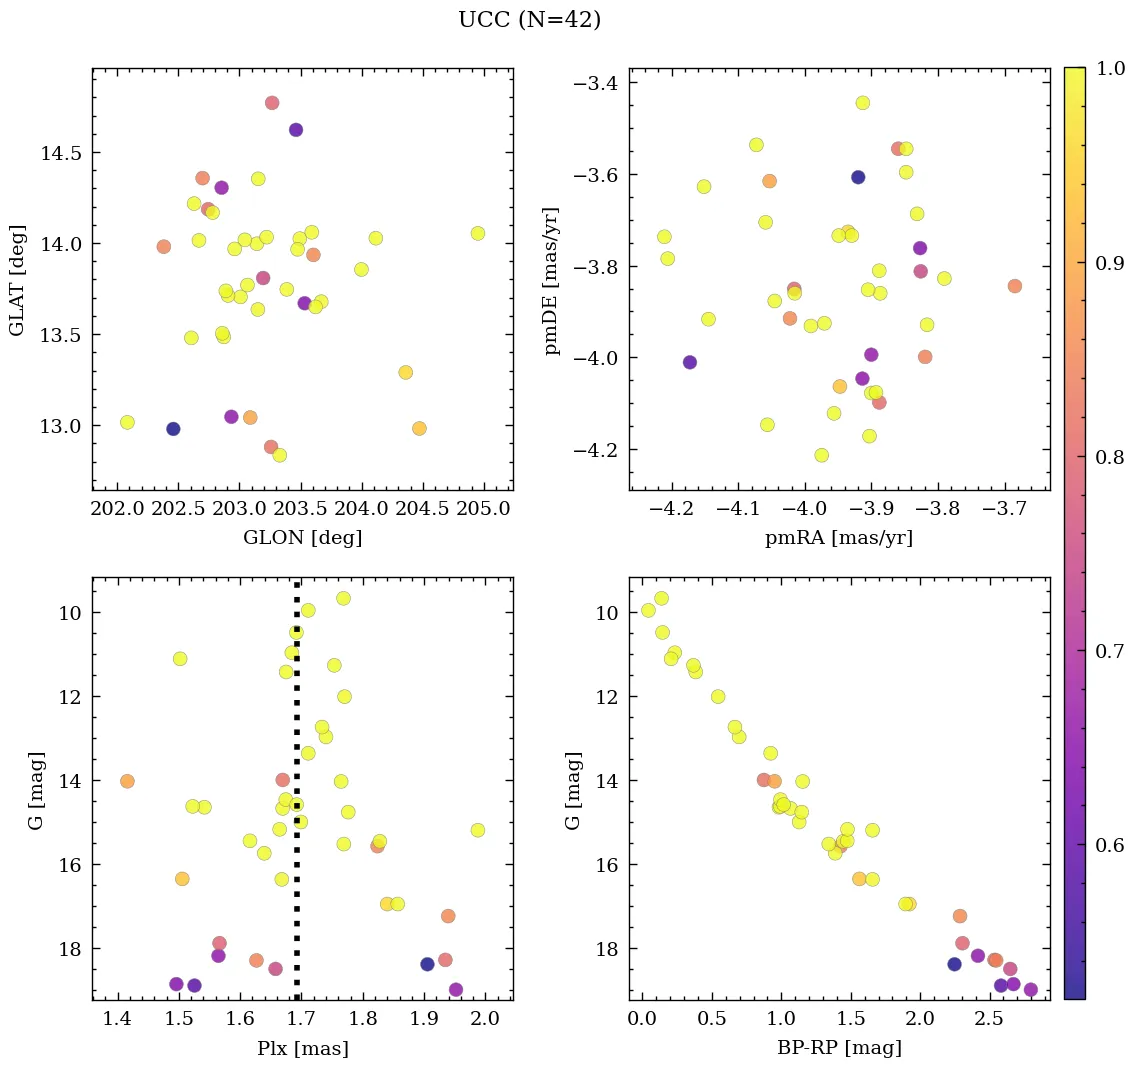 UCC (N=42)
14.5
14.0
13.5
13.0
GLAT [deg]
202.0 202.5 203.0 203.5 204.0 204.5 205.0
GLON [deg]
−3.4
−3.6
−3.8
−4.0
−4.2
pmDE [mas/yr]
−4.2 −4.1 −4.0 −3.9 −3.8 −3.7
pmRA [mas/yr]
1.0
0.9
0.8
0.7
0.6
10
12
14
16
18
G [mag]
1.4 1.5 1.6 1.7 1.8 1.9 2.0
Plx [mas]
10
12
14
16
18
G [mag]
0.0 0.5 1.0 1.5 2.0 2.5
BP-RP [mag]